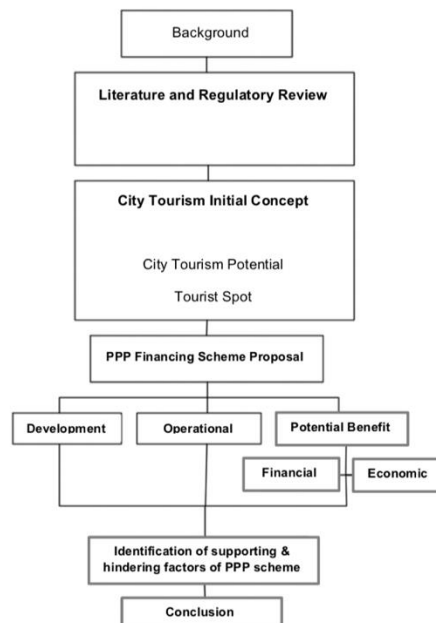 Background
Literature and Regulatory Review
City Tourism Initial Concept
City Tourism Potential
Tourist Spot
PPP Financing Scheme Proposal
Development
Operational
Potential Benefit
Financial
Economic
Identification of supporting &
hindering factors of PPP scheme
Conclusion